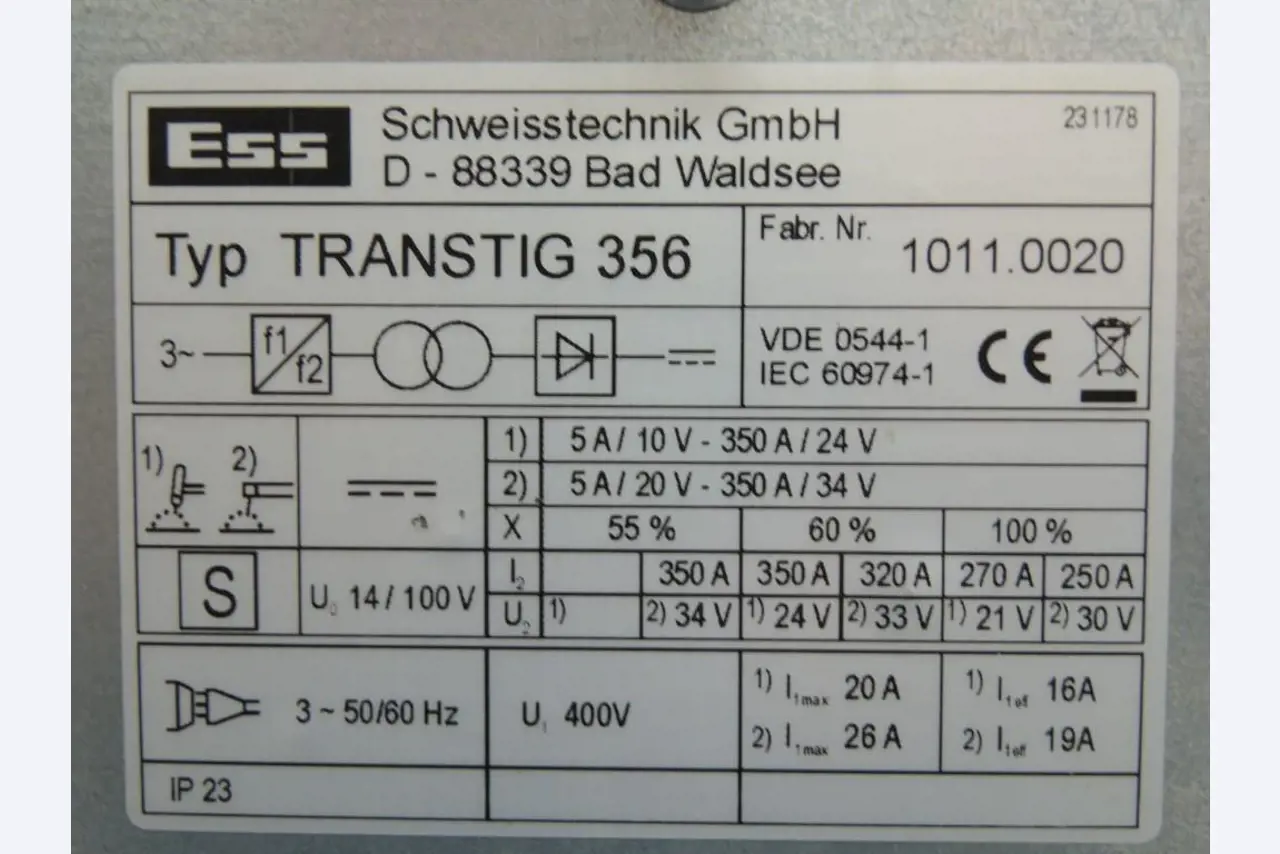 ESS Schweisstechnik GmbH 231178
D - 88339 Bad Waldsee
Typ TRANSTIG 356
Fabr. Nr. 1011.0020
3~ f1/f2
VDE 0544-1
IEC 60974-1
CE
1) 2)
1) 5 A / 10 V - 350 A / 24 V
2) 5 A / 20 V - 350 A / 34 V
X 55 % 60 % 100 %
S
U₀ 14 / 100 V
I₂ 350 A 350 A 320 A 270 A 250 A
U₂ 1) 2) 34 V 1) 24 V 2) 33 V 1) 21 V 2) 30 V
3 ~ 50/60 Hz
U₁ 400V
1) I₁max 20 A 1) I₁eff 16A
2) I₁max 26 A 2) I₁eff 19A
IP 23